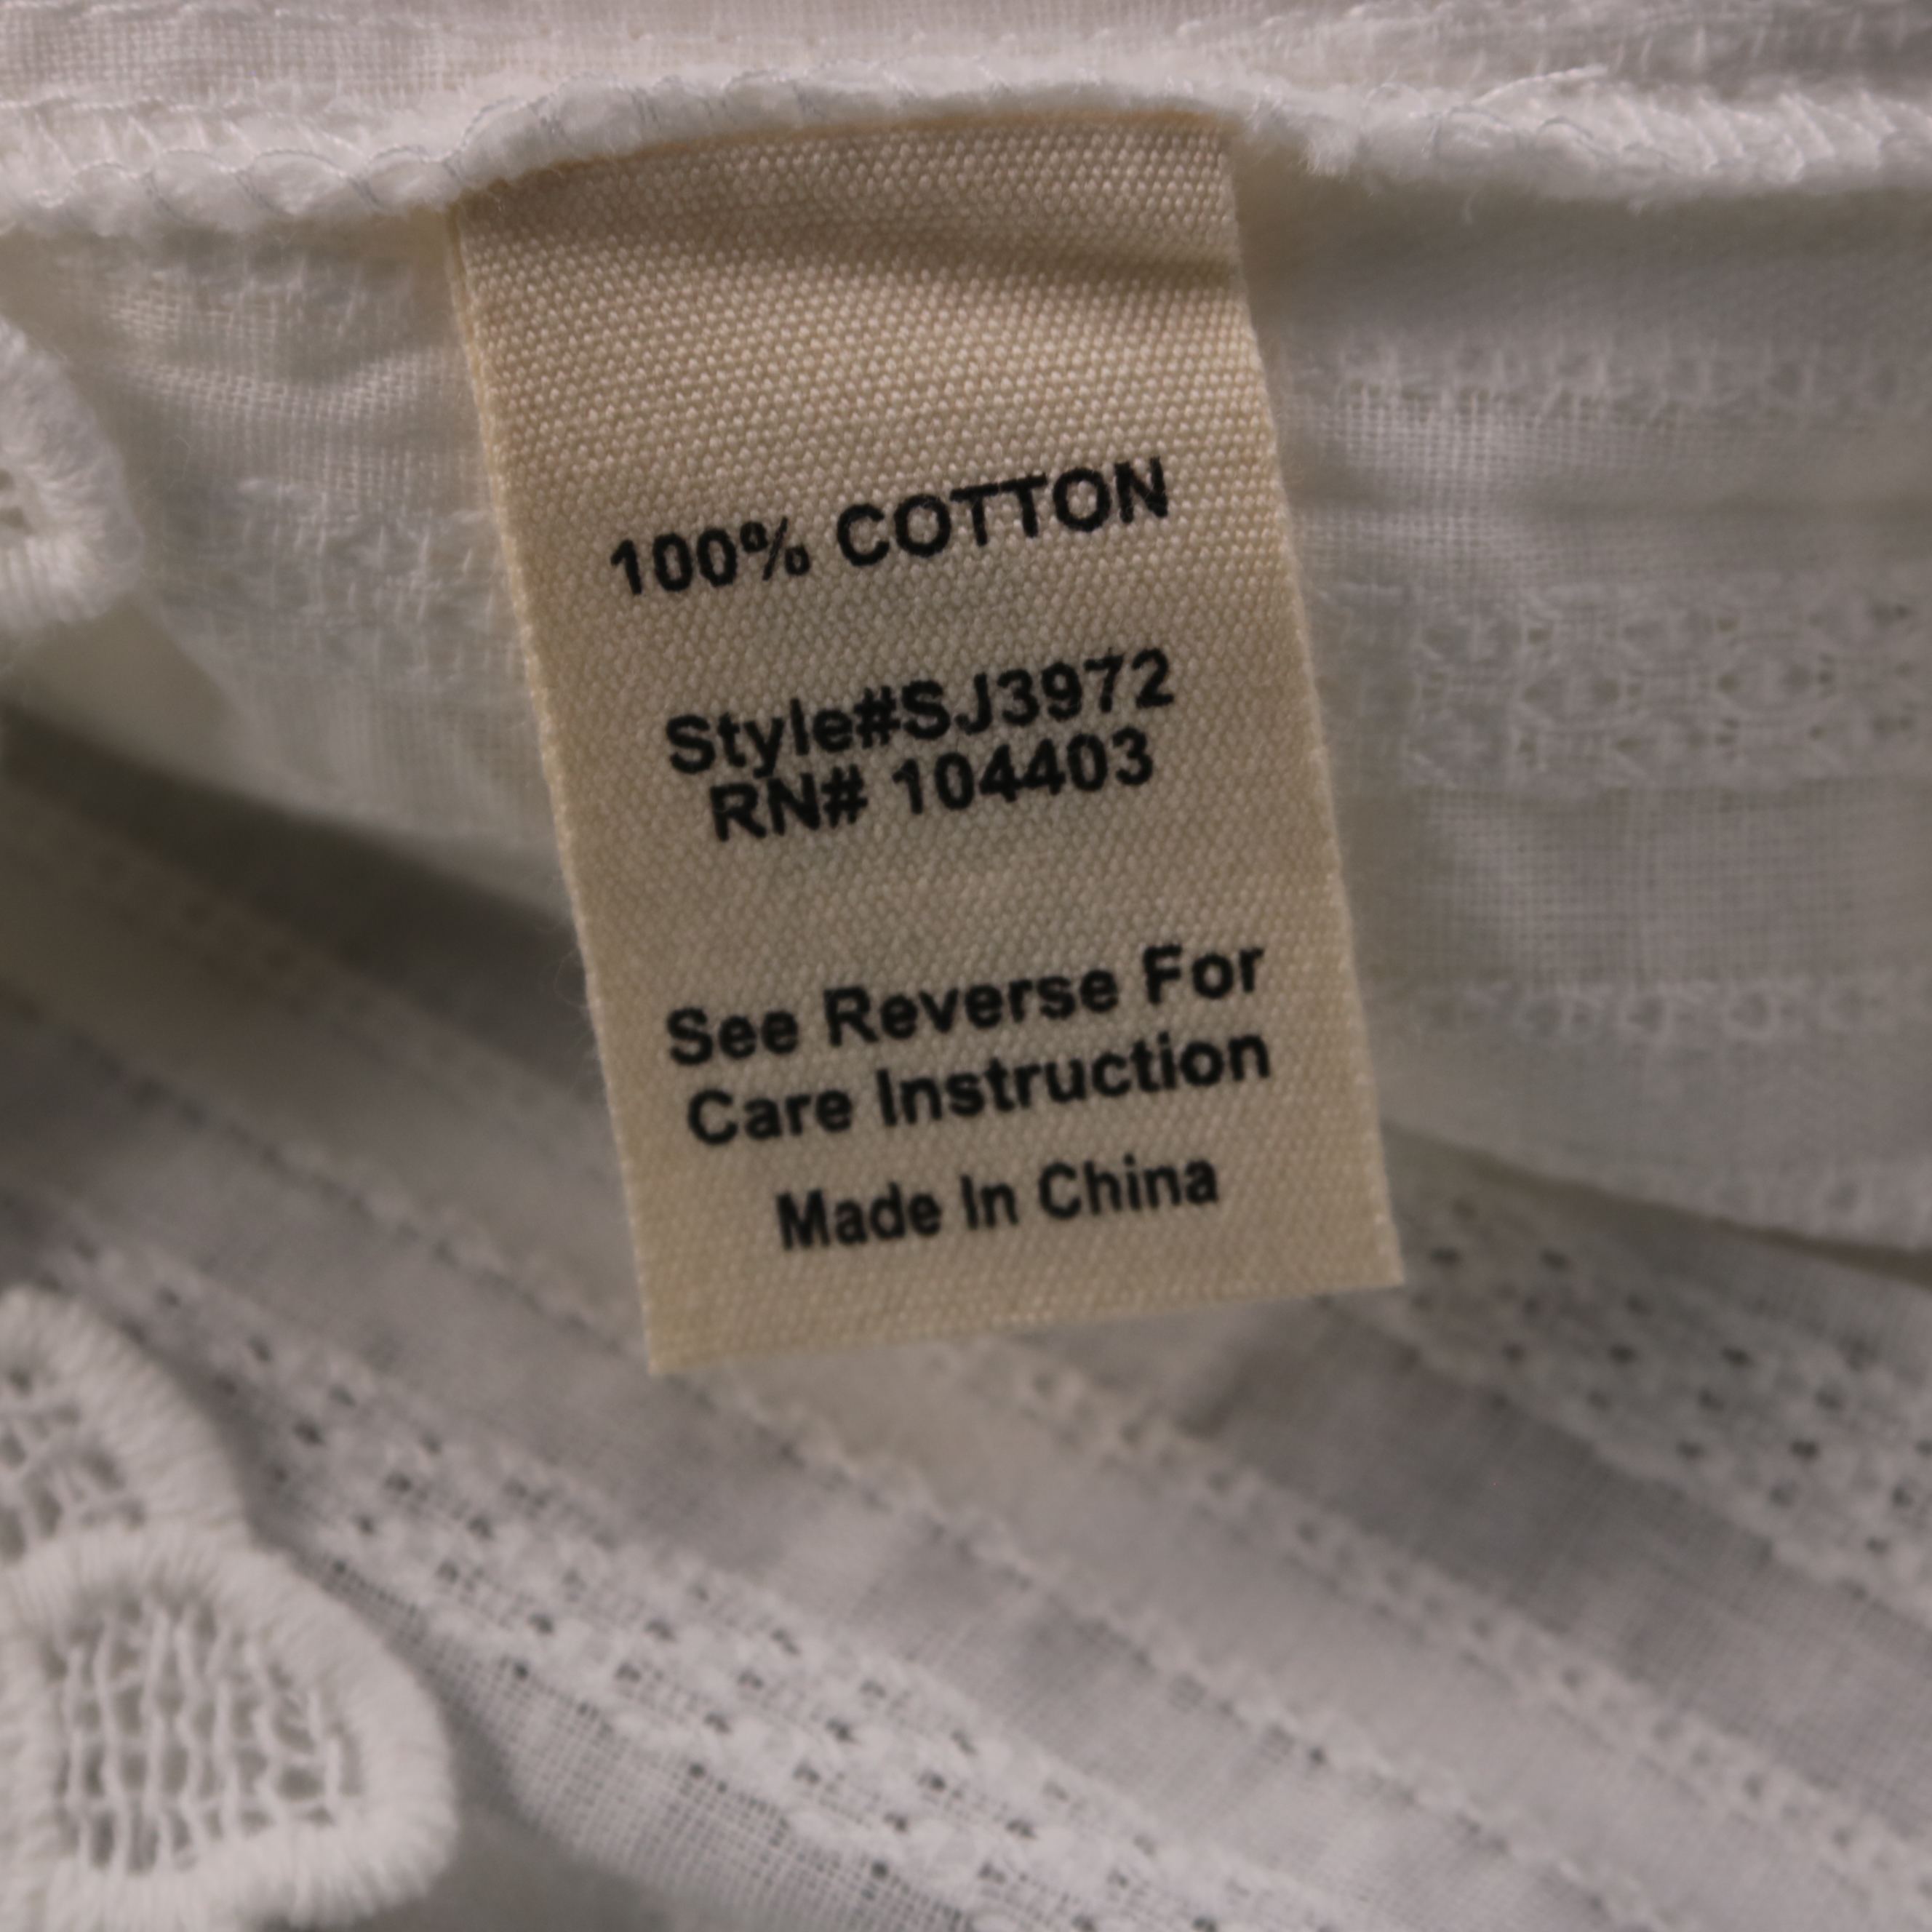 100% COTTON
Style#SJ3972
RN# 104403
See Reverse For
Care Instruction
Made In China